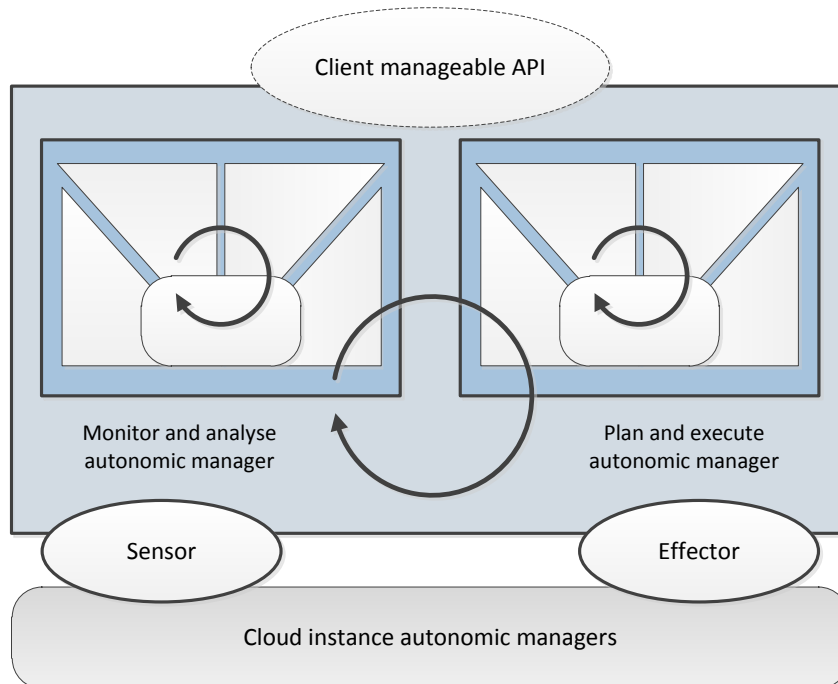 Client manageable API
Monitor and analyse
autonomic manager
Plan and execute
autonomic manager
Sensor
Effector
Cloud instance autonomic managers